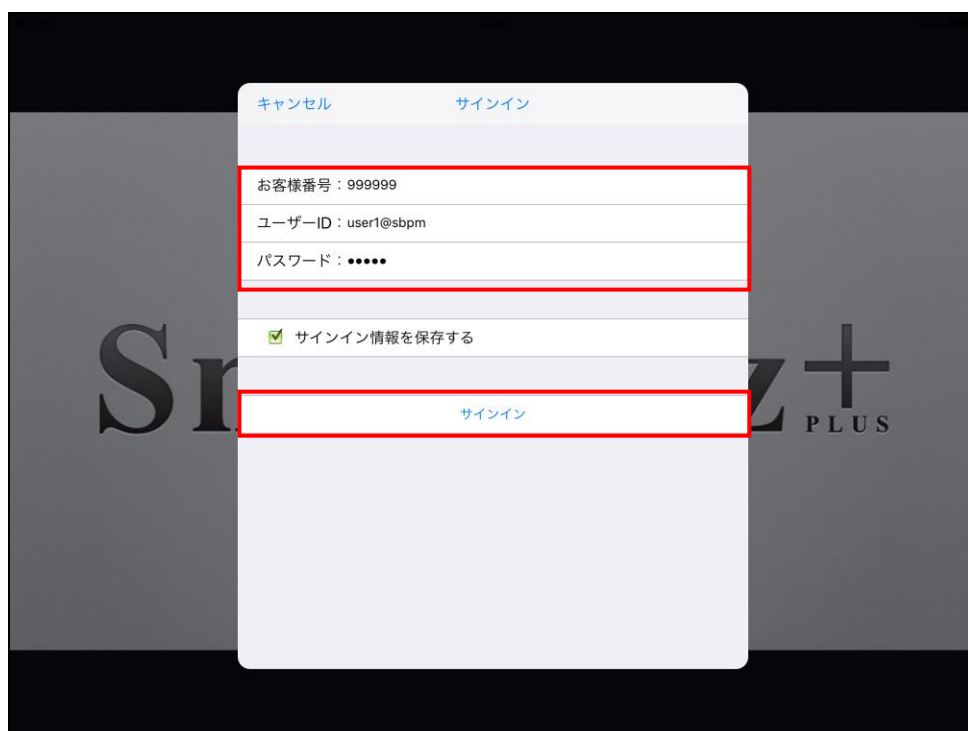 キャンセル サインイン
お客様番号：999999
ユーザーID：user1@sbpm
パスワード：•••••
サインイン情報を保存する
サインイン
PLUS